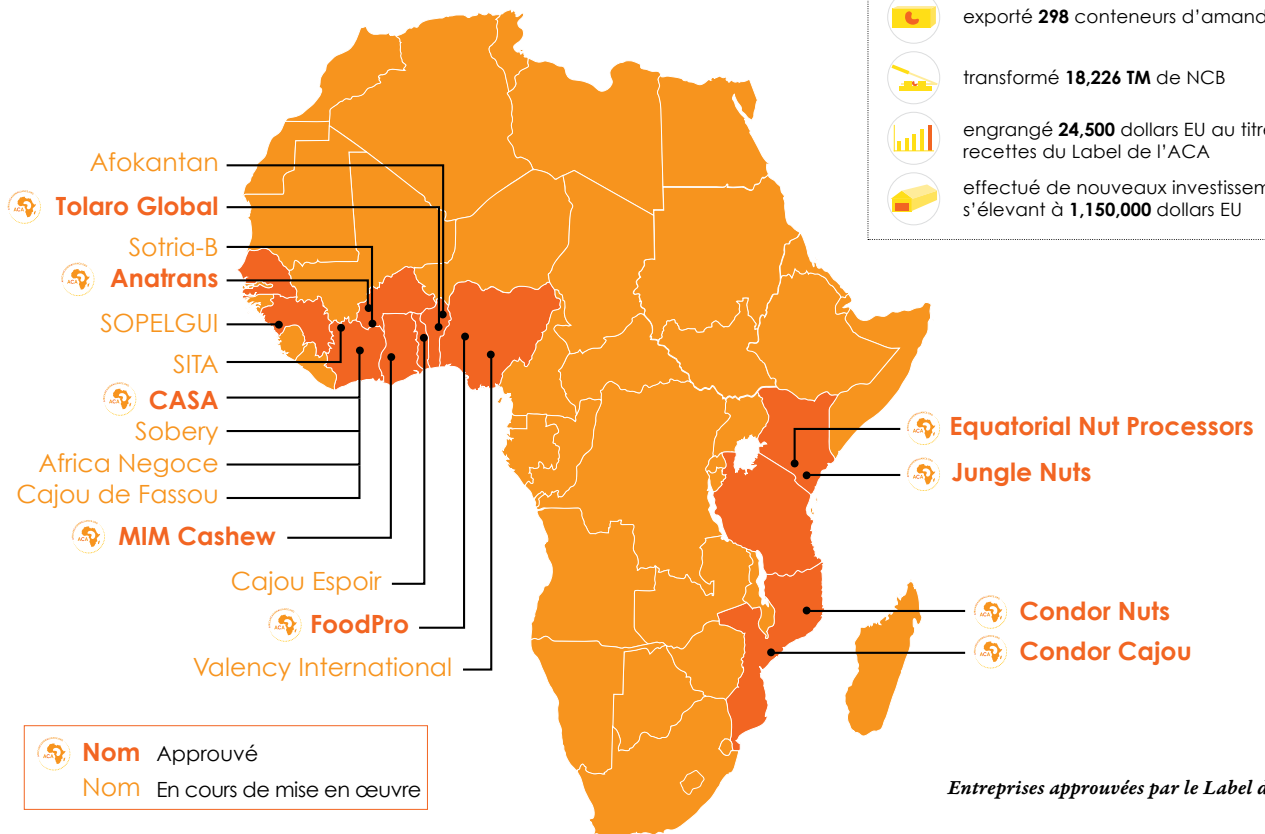 exporté 298 conteneurs d'amand
transformé 18,226 TM de NCB
engrangé 24,500 dollars EU au titre
recettes du Label de l'ACA
effectué de nouveaux investissem
s'élevant à 1,150,000 dollars EU
Afokantan
Tolaro Global
Sotria-B
Anatrans
SOPELGUI
SITA
CASA
Sobery
Africa Negoce
Cajou de Fassou
MIM Cashew
Cajou Espoir
FoodPro
Valency International
Equatorial Nut Processors
Jungle Nuts
Condor Nuts
Condor Cajou
Nom Approuvé
Nom En cours de mise en œuvre
Entreprises approuvées par le Label d